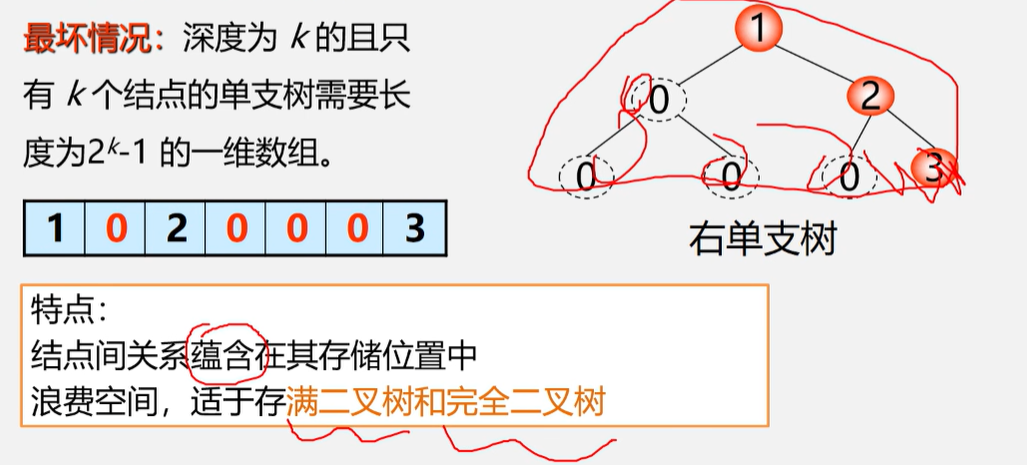 最坏情况：深度为 k 的且只
有 k 个结点的单支树需要长
度为2ᵏ-1 的一维数组。
1 0 2 0 0 0 3
1
0 2
0 0 0 3
右单支树
特点：
结点间关系蕴含在其存储位置中
浪费空间，适于存满二叉树和完全二叉树